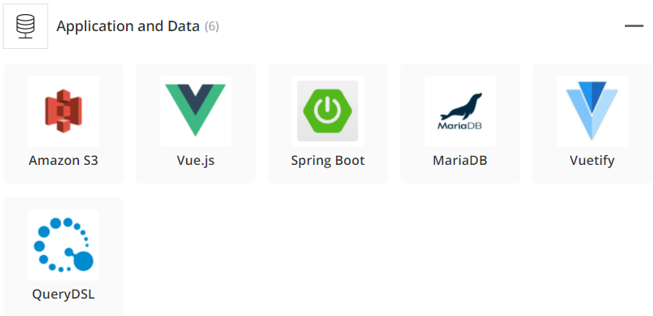 Application and Data (6)
MariaDB
Amazon S3
Vue.js
Spring Boot
MariaDB
Vuetify
QueryDSL